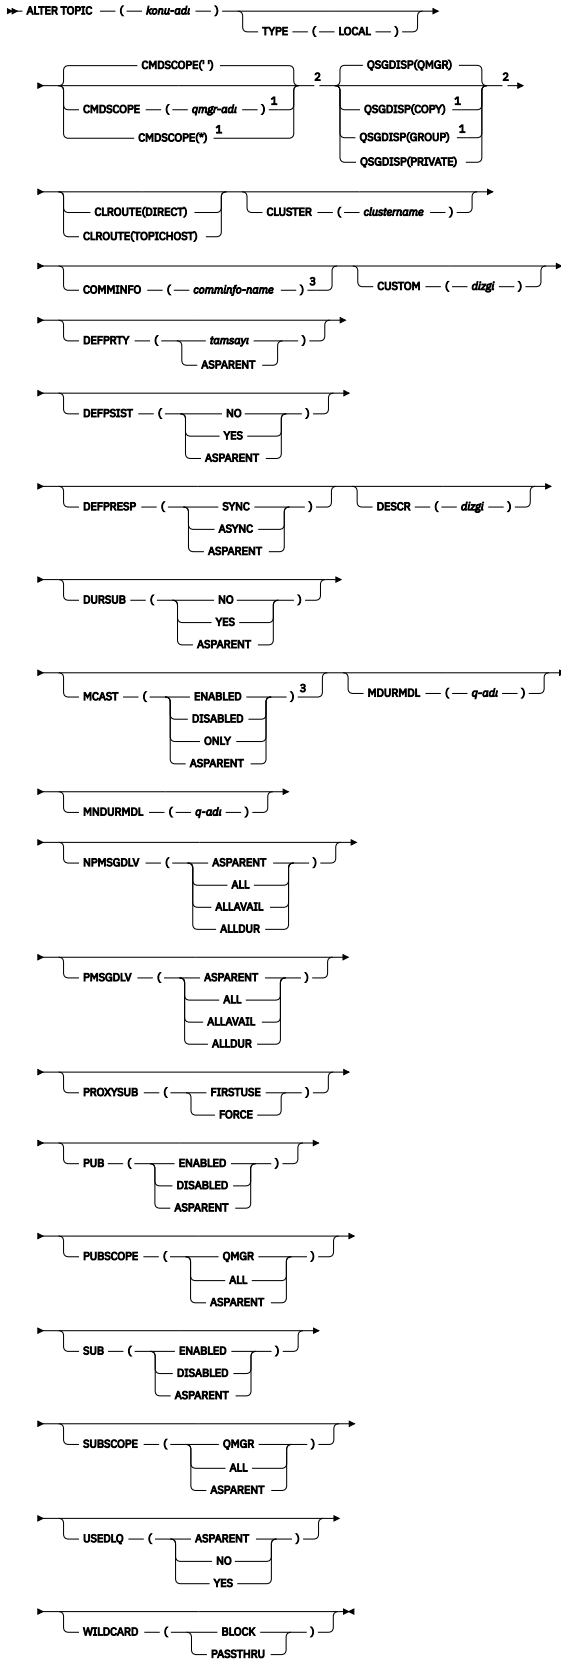 ALTER TOPIC ( konu-adı )
TYPE ( LOCAL )
CMDSCOPE(' ')
CMDSCOPE ( qmgr-adı ) 1
CMDSCOPE(*) 1
2
QSGDISP(QMGR)
QSGDISP(COPY) 1
QSGDISP(GROUP) 1
QSGDISP(PRIVATE)
2
CLROUTE(DIRECT)
CLROUTE(TOPICHOST)
CLUSTER ( clustername )
COMMINFO ( comminfo-name ) 3
CUSTOM ( dizgi )
DEFPRTY ( tamsayı )
ASPARENT
DEFPSIST ( NO )
YES
ASPARENT
DEFPRESP ( SYNC )
ASYNC
ASPARENT
DESCR ( dizgi )
DURSUB ( NO )
YES
ASPARENT
MCAST ( ENABLED ) 3
DISABLED
ONLY
ASPARENT
MDURMDL ( q-adı )
MNDURMDL ( q-adı )
NPMSGDLV ( ASPARENT )
ALL
ALLAVAIL
ALLDUR
PMSGDLV ( ASPARENT )
ALL
ALLAVAIL
ALLDUR
PROXYSUB ( FIRSTUSE )
FORCE
PUB ( ENABLED )
DISABLED
ASPARENT
PUBSCOPE ( QMGR )
ALL
ASPARENT
SUB ( ENABLED )
DISABLED
ASPARENT
SUBSCOPE ( QMGR )
ALL
ASPARENT
USEDLQ ( ASPARENT )
NO
YES
WILDCARD ( BLOCK )
PASSTHRU